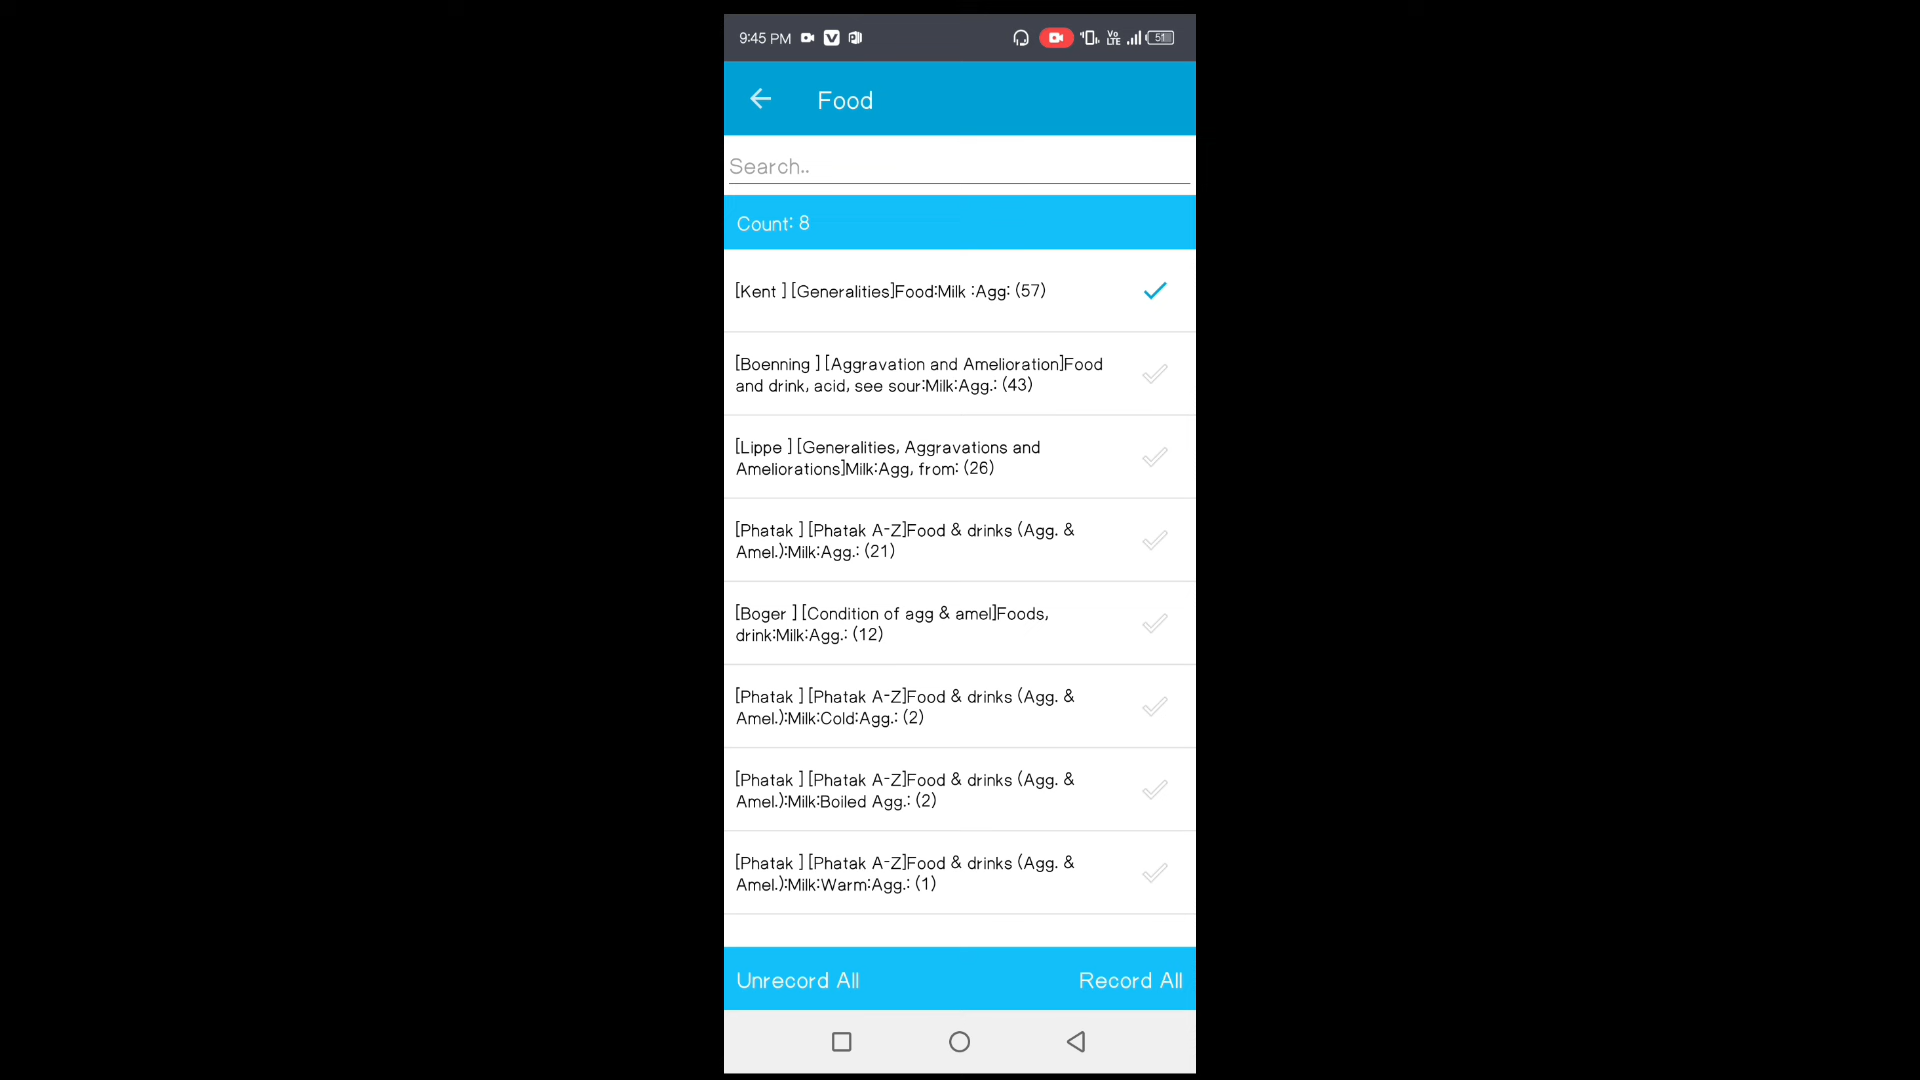 9:45 PM
Vo
LTE
51
Food
Search..
Count: 8
[Kent ] [Generalities]Food:Milk :Agg: (57)
[Boenning ] [Aggravation and Amelioration]Food
and drink, acid, see sour:Milk:Agg.: (43)
[Lippe ] [Generalities, Aggravations and
Ameliorations]Milk:Agg, from: (26)
[Phatak ] [Phatak A-Z]Food & drinks (Agg. &
Amel.):Milk:Agg.: (21)
[Boger ] [Condition of agg & amel]Foods,
drink:Milk:Agg.: (12)
[Phatak ] [Phatak A-Z]Food & drinks (Agg. &
Amel.):Milk:Cold:Agg.: (2)
[Phatak ] [Phatak A-Z]Food & drinks (Agg. &
Amel.):Milk:Boiled Agg.: (2)
[Phatak ] [Phatak A-Z]Food & drinks (Agg. &
Amel.):Milk:Warm:Agg.: (1)
Unrecord All
Record All